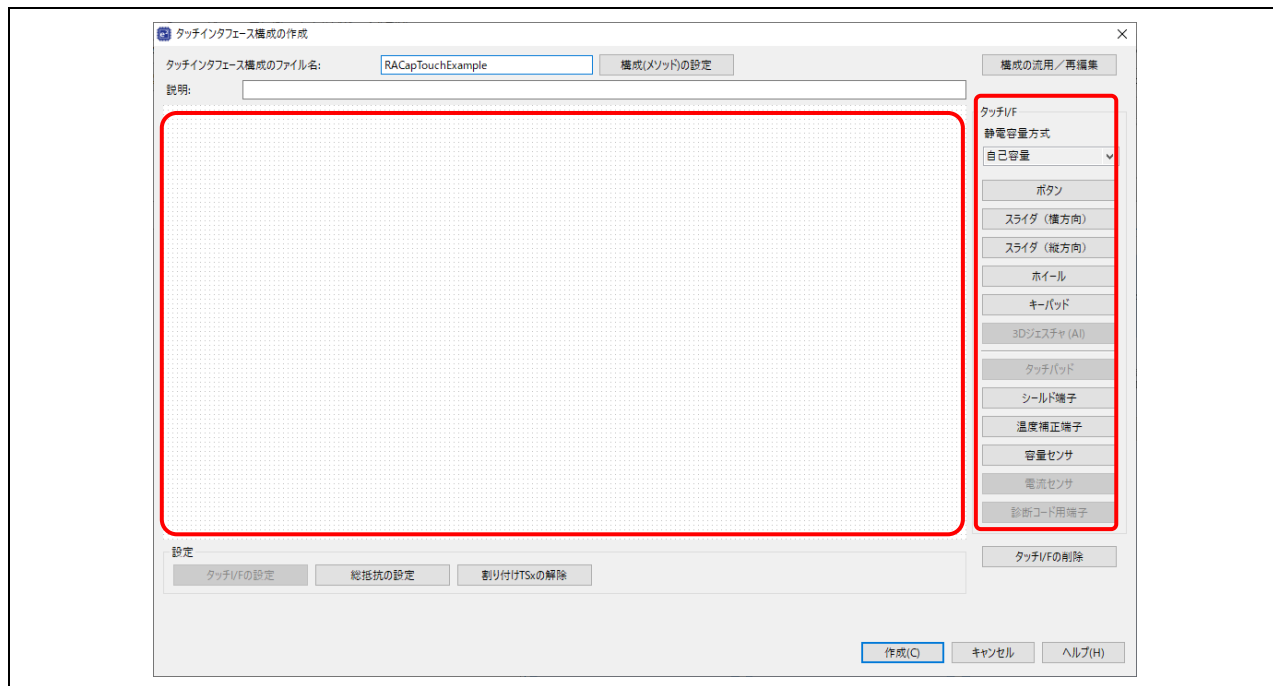 タッチインタフェース構成の作成
タッチインタフェース構成のファイル名: RACapTouchExample 構成(メソッド)の設定 構成の流用／再編集
説明:
タッチI/F
静電容量方式
自己容量
ボタン
スライダ（横方向）
スライダ（縦方向）
ホイール
キーパッド
3Dジェスチャ(AI)
タッチパッド
シールド端子
温度補正端子
容量センサ
電流センサ
診断コード用端子
設定
タッチI/Fの設定 総抵抗の設定 割り付けTSxの解除 タッチI/Fの削除
作成(C) キャンセル ヘルプ(H)